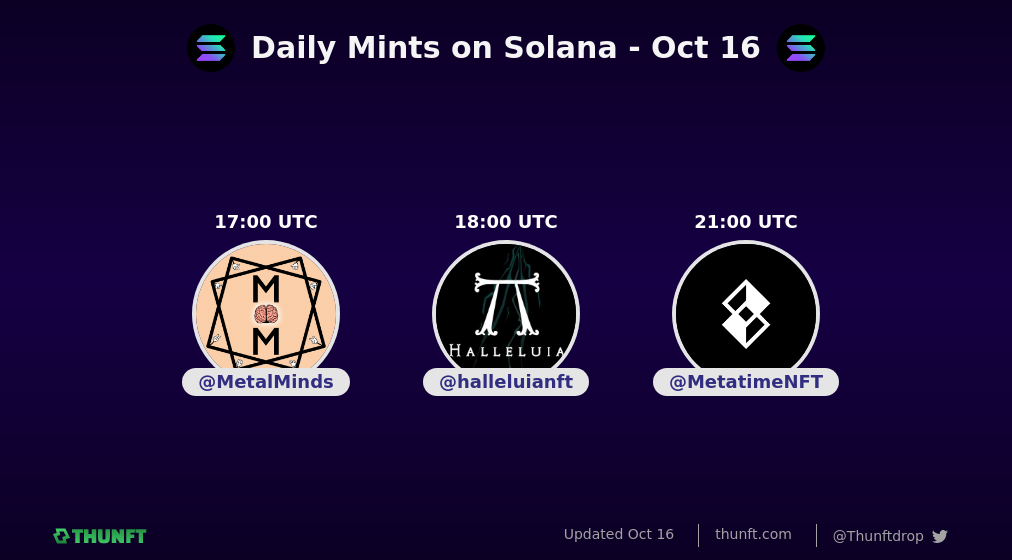 Daily Mints on Solana - Oct 16
17:00 UTC
18:00 UTC
21:00 UTC
M
M
HALLELUIA
@MetalMinds
@halleluianft
@MetatimeNFT
THUNFT
Updated Oct 16
thunft.com
@Thunftdrop